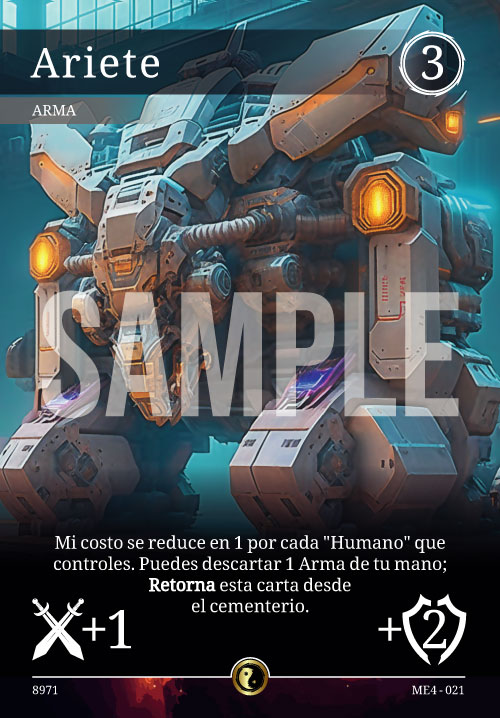 Ariete
3
ARMA
SAMPLE
Mi costo se reduce en 1 por cada "Humano" que
controles. Puedes descartar 1 Arma de tu mano;
Retorna esta carta desde
el cementerio.
+1
+2
8971
ME4 - 021